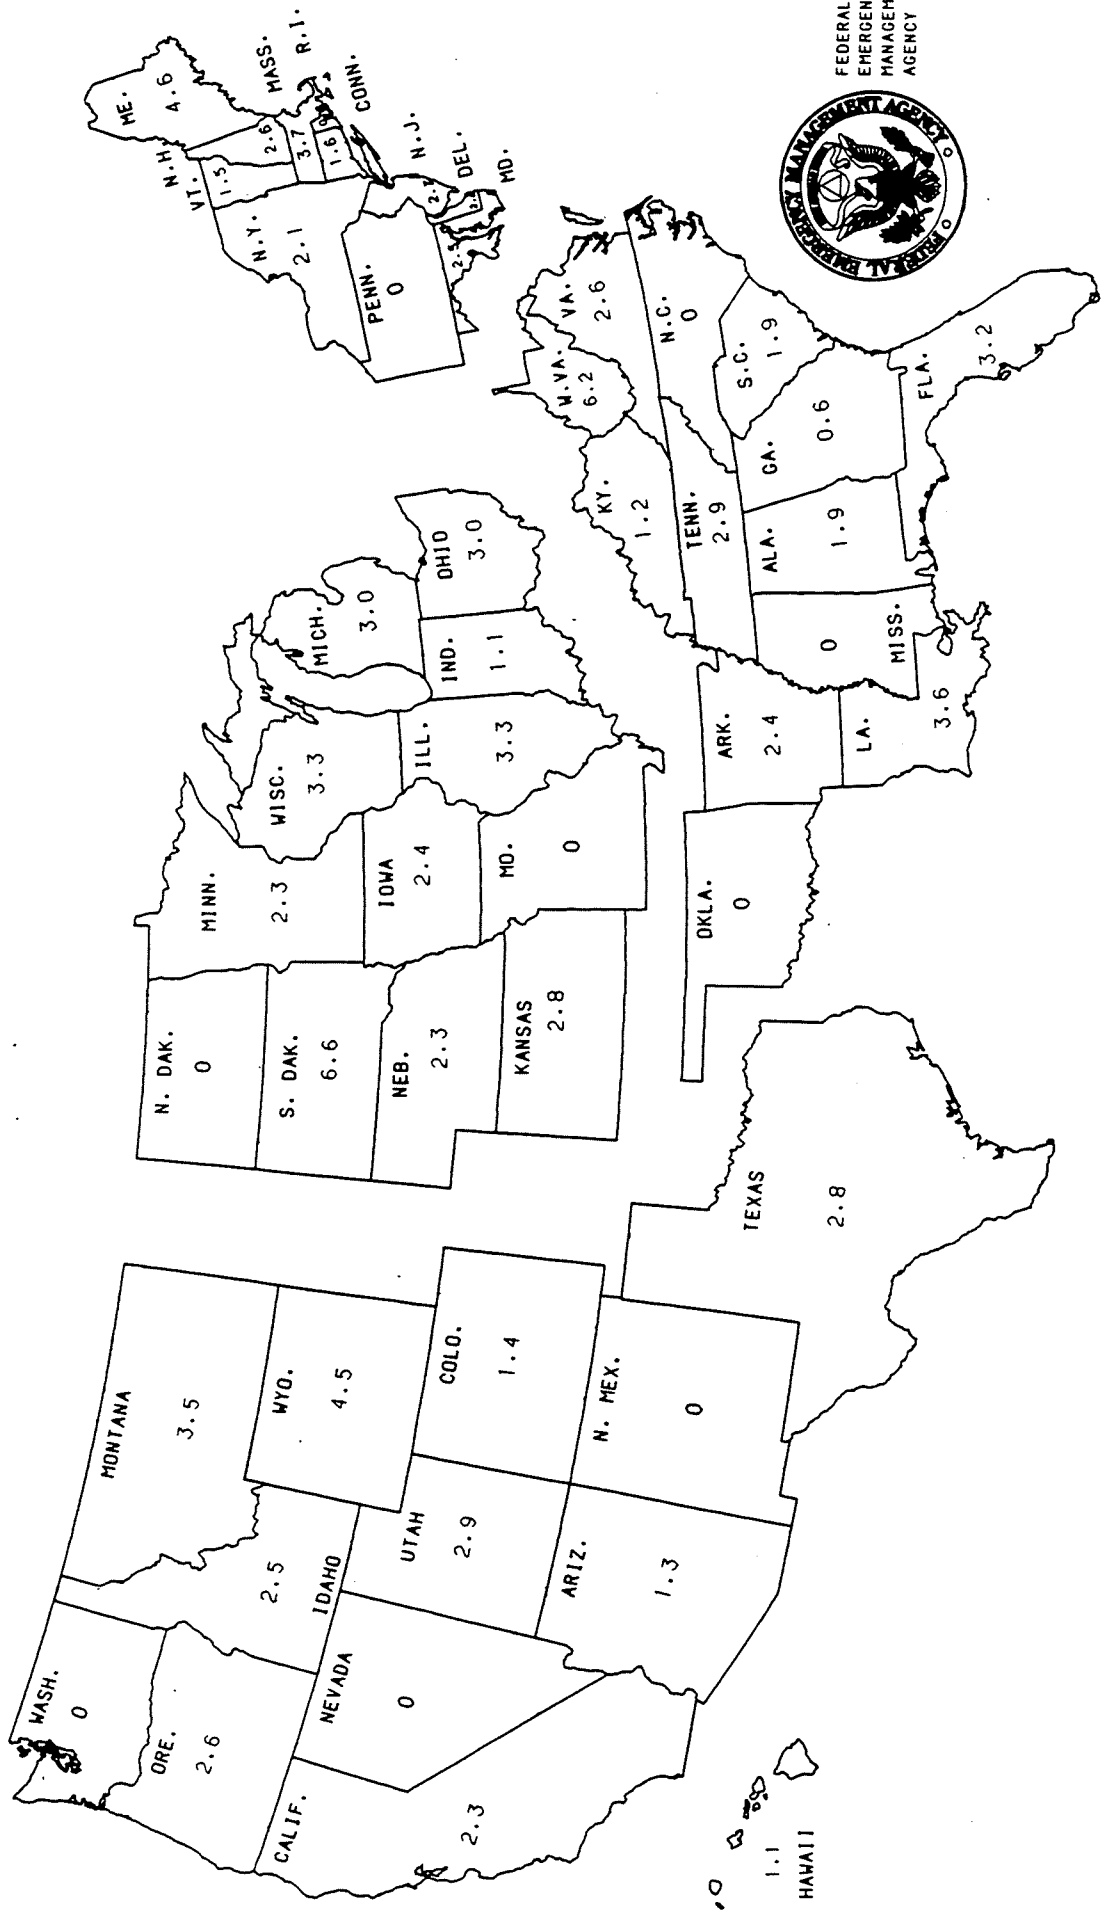 WASH.
0
MONTANA
3.5
ORE.
2.6
IDAHO
2.5
WYO.
4.5
CALIF.
2.3
NEVADA
0
UTAH
2.9
COLO.
1.4
ARIZ.
1.3
N. MEX.
0
1.1
HAWAII
N. DAK.
0
S. DAK.
6.6
NEB.
2.3
KANSAS
2.8
MINN.
2.3
IOWA
2.4
MO.
0
WISC.
3.3
ILL.
3.3
MICH.
3.0
IND.
1.1
OHIO
3.0
TEXAS
2.8
OKLA.
0
ARK.
2.4
LA.
3.6
MISS.
0
KY.
1.2
TENN.
2.9
ALA.
1.9
GA.
0.6
FLA.
3.2
W.VA.
6.2
VA.
2.6
N.C.
0
S.C.
1.9
ME.
4.6
N.H.
2.6
VT.
1.5
N.Y.
2.1
MASS.
3.7
R.I.
CONN.
1.6
PENN.
0
N.J.
DEL.
MD.
2.5
FEDERAL EMERGENCY MANAGEMENT AGENCY
FEDERAL
EMERGEN
MANAGEM
AGENCY